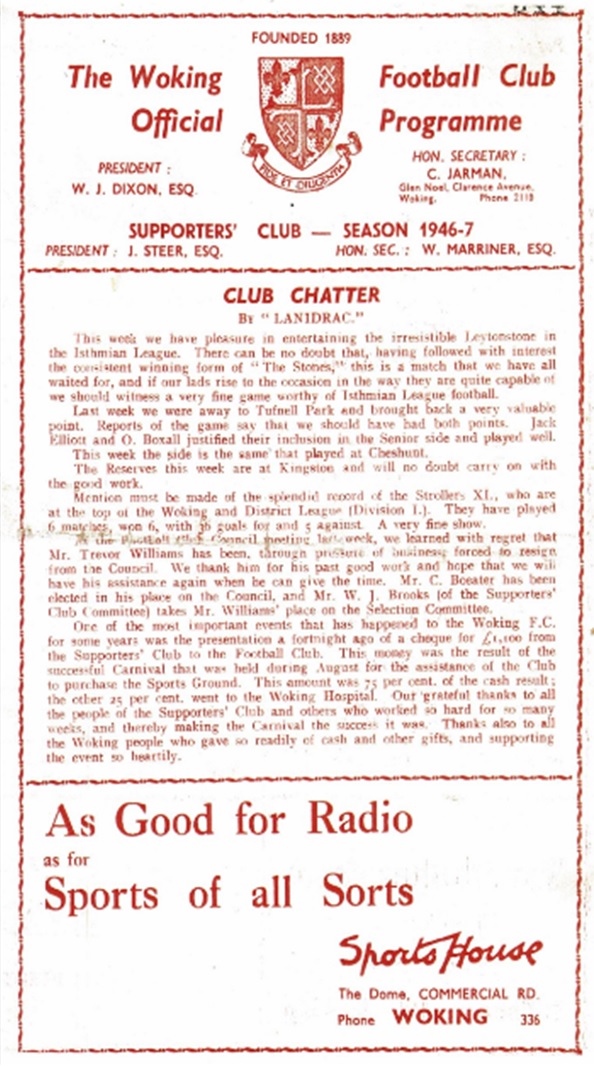 FOUNDED 1889
The Woking Football Club
Official Programme
PRESIDENT :
W. J. DIXON, ESQ.
HON. SECRETARY :
C. JARMAN,
Glen Noel, Clarence Avenue,
Woking. Phone 2118
FIDE ET DILIGENTIA
SUPPORTERS' CLUB — SEASON 1946-7
PRESIDENT : J. STEER, ESQ. HON. SEC. : W. MARRINER, ESQ.
CLUB CHATTER
By "LANIDRAC."
This week we have pleasure in entertaining the irresistible Leytonstone in
the Isthmian League. There can be no doubt that, having followed with interest
the consistent winning form of "The Stones," this is a match that we have all
waited for, and if our lads rise to the occasion in the way they are quite capable of
we should witness a very fine game worthy of Isthmian League football.
Last week we were away to Tufnell Park and brought back a very valuable
point. Reports of the game say that we should have had both points. Jack
Elliott and O. Boxall justified their inclusion in the Senior side and played well.
This week the side is the same that played at Cheshunt.
The Reserves this week are at Kingston and will no doubt carry on with
the good work.
Mention must be made of the splendid record of the Strollers XI., who are
at the top of the Woking and District League (Division I.). They have played
6 matches, won 6, with 36 goals for and 5 against. A very fine show.
At the Football Club Council meeting last week, we learned with regret that
Mr. Trevor Williams has been, through pressure of business, forced to resign
from the Council. We thank him for his past good work and hope that we will
have his assistance again when he can give the time. Mr. C. Boeater has been
elected in his place on the Council, and Mr. W. J. Brooks (of the Supporters'
Club Committee) takes Mr. Williams' place on the Selection Committee.
One of the most important events that has happened to the Woking F.C.
for some years was the presentation a fortnight ago of a cheque for £1,100 from
the Supporters' Club to the Football Club. This money was the result of the
successful Carnival that was held during August for the assistance of the Club
to purchase the Sports Ground. This amount was 75 per cent. of the cash result;
the other 25 per cent. went to the Woking Hospital. Our grateful thanks to all
the people of the Supporters' Club and others who worked so hard for so many
weeks, and thereby making the Carnival the success it was. Thanks also to all
the Woking people who gave so readily of cash and other gifts, and supporting
the event so heartily.
As Good for Radio
as for
Sports of all Sorts
Sports House
The Dome, COMMERCIAL RD.
Phone WOKING 336